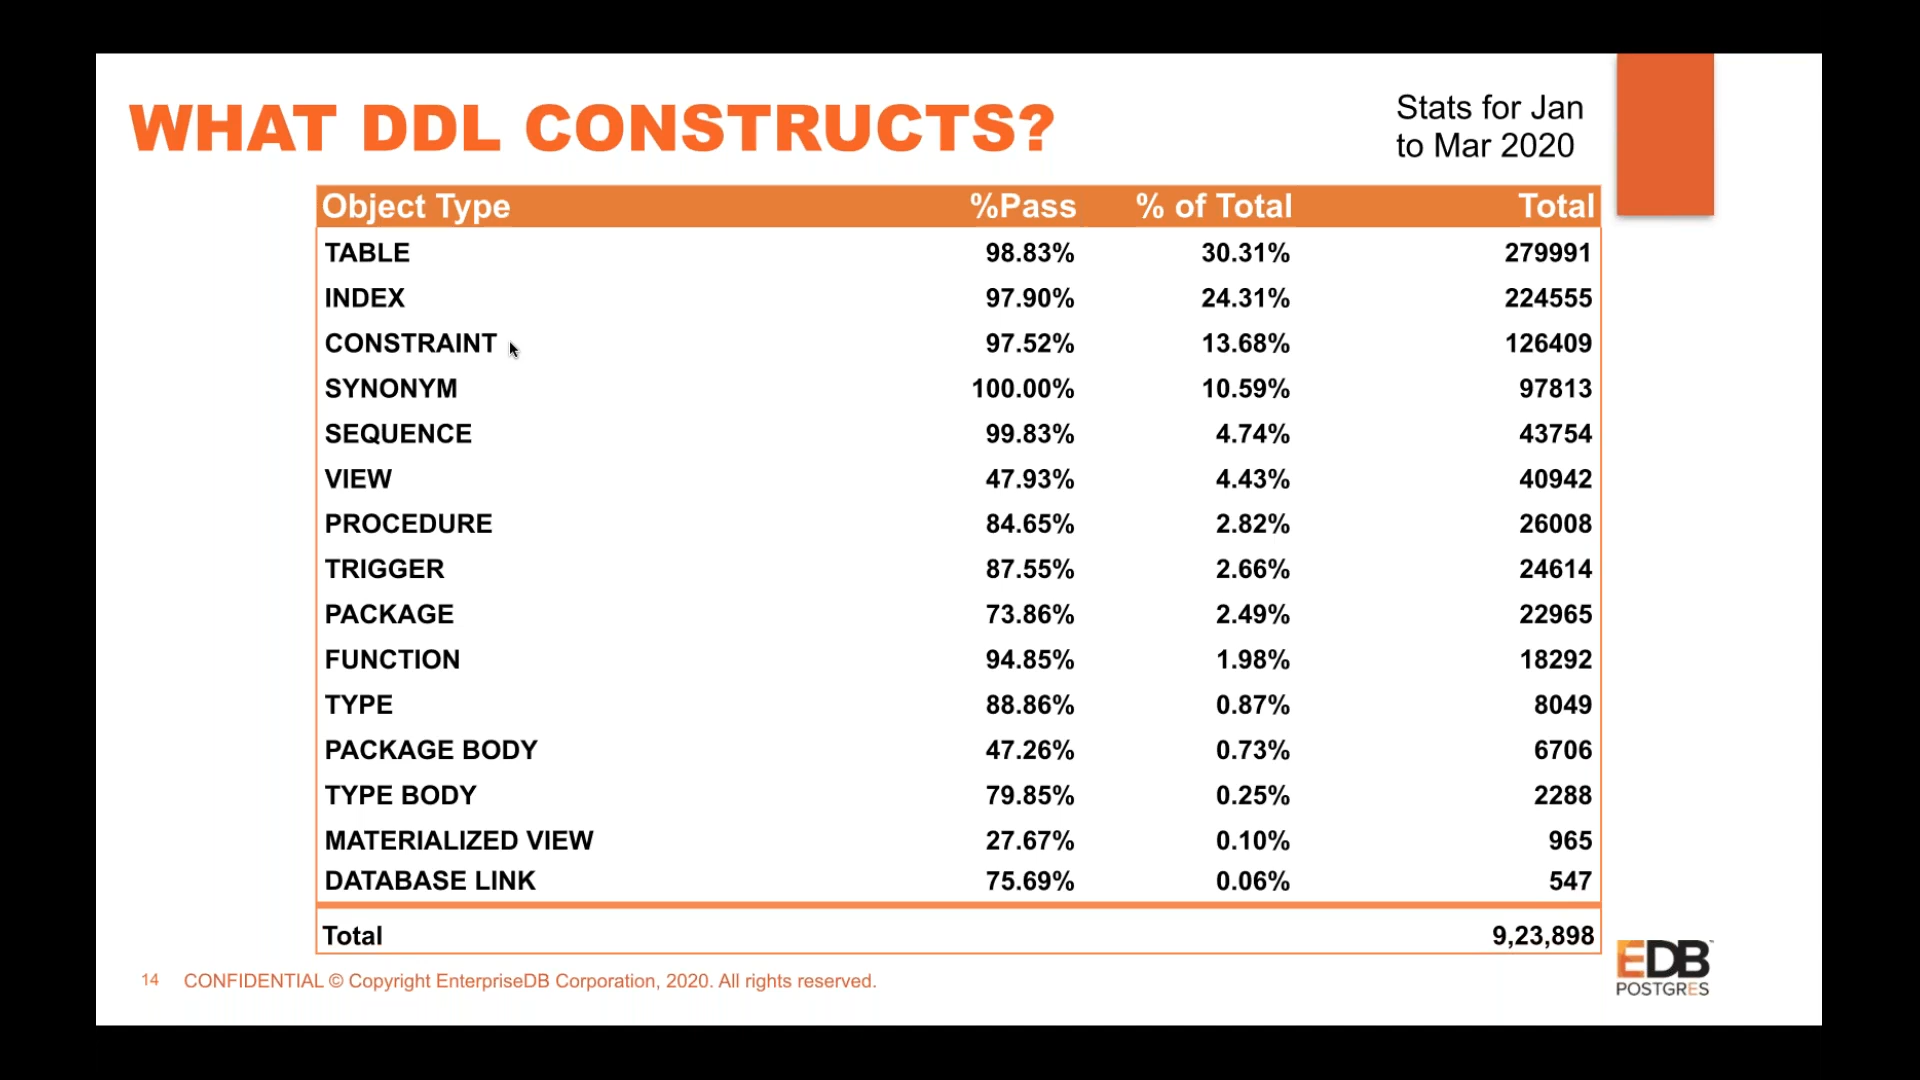 WHAT DDL CONSTRUCTS?
Stats for Jan
to Mar 2020
Object Type %Pass % of Total Total
TABLE 98.83% 30.31% 279991
INDEX 97.90% 24.31% 224555
CONSTRAINT 97.52% 13.68% 126409
SYNONYM 100.00% 10.59% 97813
SEQUENCE 99.83% 4.74% 43754
VIEW 47.93% 4.43% 40942
PROCEDURE 84.65% 2.82% 26008
TRIGGER 87.55% 2.66% 24614
PACKAGE 73.86% 2.49% 22965
FUNCTION 94.85% 1.98% 18292
TYPE 88.86% 0.87% 8049
PACKAGE BODY 47.26% 0.73% 6706
TYPE BODY 79.85% 0.25% 2288
MATERIALIZED VIEW 27.67% 0.10% 965
DATABASE LINK 75.69% 0.06% 547
Total 9,23,898
14 CONFIDENTIAL © Copyright EnterpriseDB Corporation, 2020. All rights reserved.
EDB
POSTGRES